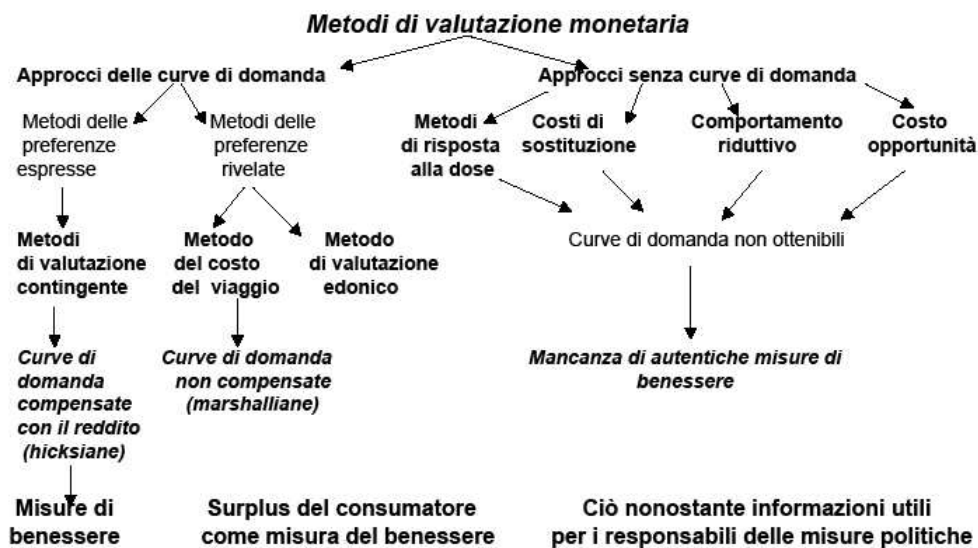 Metodi di valutazione monetaria
Approcci delle curve di domanda
Approcci senza curve di domanda
Metodi delle
preferenze
espresse
Metodi delle
preferenze
rivelate
Metodi
di risposta
alla dose
Costi di
sostituzione
Comportamento
riduttivo
Costo
opportunità
Metodi
di valutazione
contingente
Metodo
del costo
del viaggio
Metodo
di valutazione
edonico
Curve di domanda non ottenibili
Curve di
domanda
compensate
con il reddito
(hicksiane)
Curve di domanda
non compensate
(marshalliane)
Mancanza di autentiche misure di
benessere
Misure di
benessere
Surplus del consumatore
come misura del benessere
Ciò nonostante informazioni utili
per i responsabili delle misure politiche